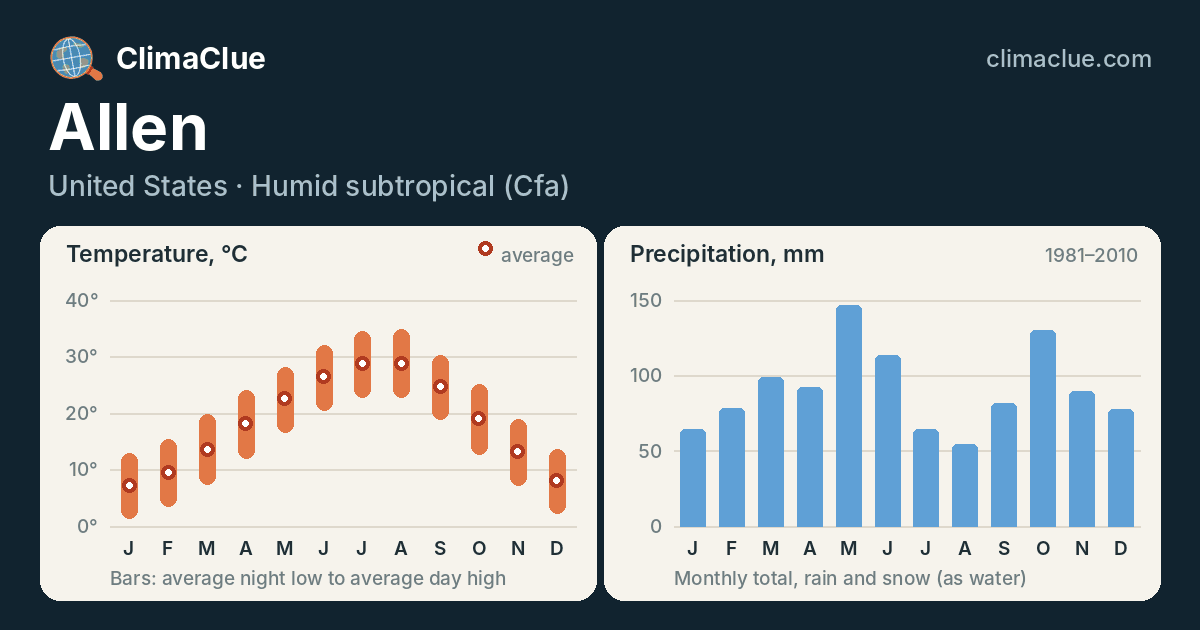 ClimaClue
climaclue.com
Allen
United States · Humid subtropical (Cfa)
Temperature, °C
average
40°
30°
20°
10°
0°
J F M A M J J A S O N D
Bars: average night low to average day high
Precipitation, mm
1981–2010
150
100
50
0
J F M A M J J A S O N D
Monthly total, rain and snow (as water)